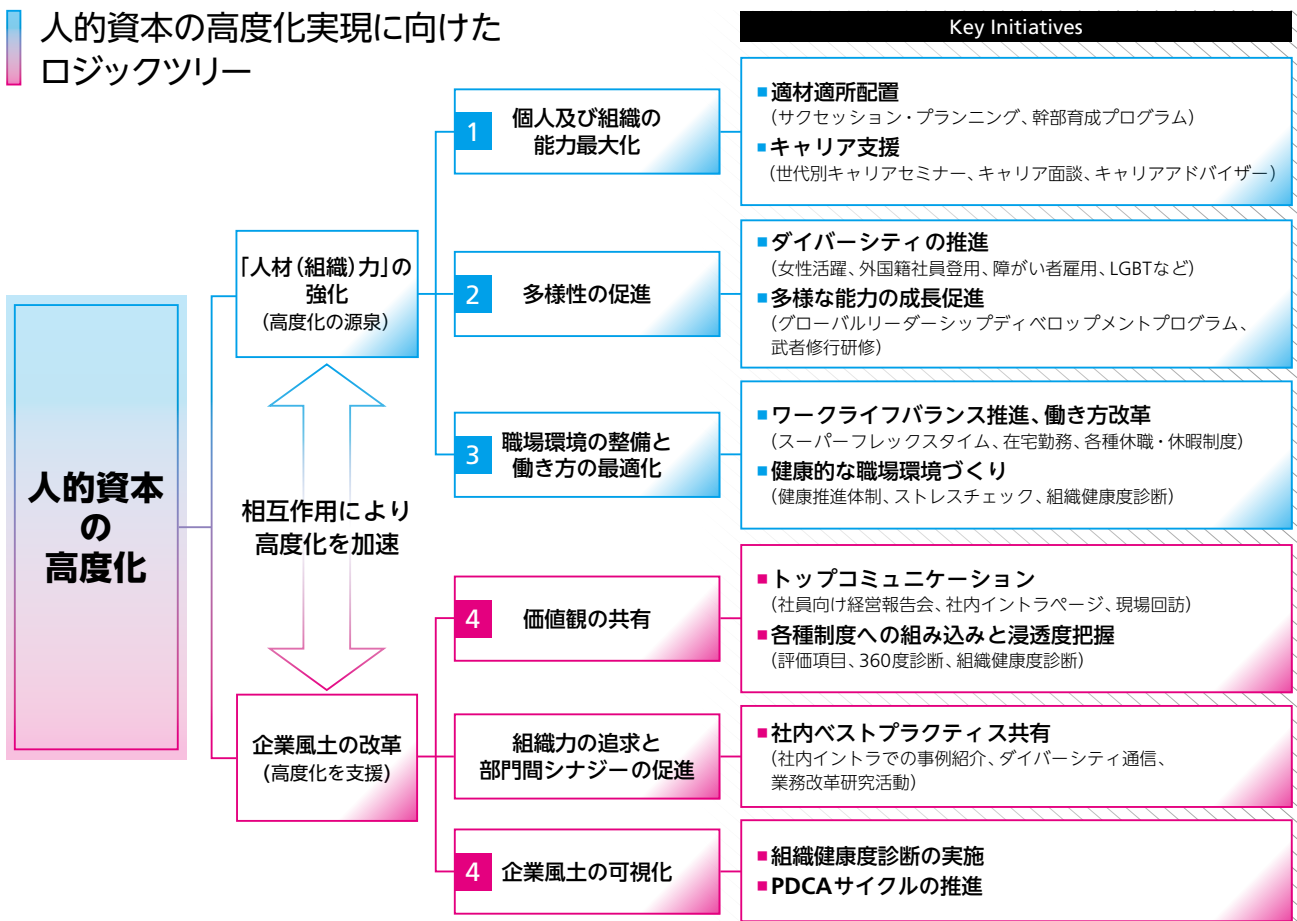 人的資本の高度化実現に向けた
ロジックツリー
Key Initiatives
人的資本
の
高度化
「人材(組織)力」の
強化
(高度化の源泉)
相互作用により
高度化を加速
企業風土の改革
(高度化を支援)
1
個人及び組織の
能力最大化
■適材適所配置
(サクセッション・プランニング、幹部育成プログラム)
■キャリア支援
(世代別キャリアセミナー、キャリア面談、キャリアアドバイザー)
2
多様性の促進
■ダイバーシティの推進
(女性活躍、外国籍社員登用、障がい者雇用、LGBTなど)
■多様な能力の成長促進
(グローバルリーダーシップディベロップメントプログラム、
武者修行研修)
3
職場環境の整備と
働き方の最適化
■ワークライフバランス推進、働き方改革
(スーパーフレックスタイム、在宅勤務、各種休職・休暇制度)
■健康的な職場環境づくり
(健康推進体制、ストレスチェック、組織健康度診断)
4
価値観の共有
■トップコミュニケーション
(社員向け経営報告会、社内イントラページ、現場回訪)
■各種制度への組み込みと浸透度把握
(評価項目、360度診断、組織健康度診断)
組織力の追求と
部門間シナジーの促進
■社内ベストプラクティス共有
(社内イントラでの事例紹介、ダイバーシティ通信、
業務改革研究活動)
4
企業風土の可視化
■組織健康度診断の実施
■PDCAサイクルの推進